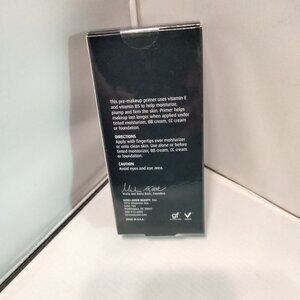 This pre-makeup primer uses vitamin E
and vitamin B5 to help moisturize,
plump and firm the skin. Primer helps
makeup last longer when applied under
tinted moisturizer, BB cream, CC cream
or foundation.
DIRECTIONS
Apply with fingertips over moisturizer
or onto clean skin. Use alone or before
tinted moisturizer, BB cream, CC cream
or foundation.
CAUTION
Avoid eyes and eye area.
gf